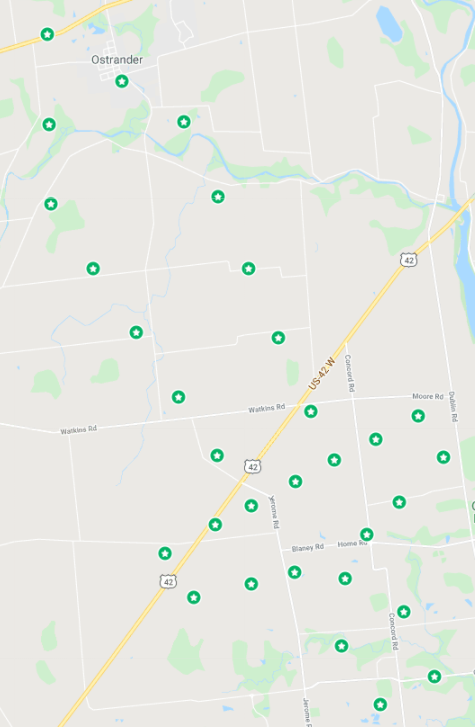 Ostrander
42
US-42 W
Concord Rd
Moore Rd
Dublin Rd
Watkins Rd
Watkins Rd
42
Jerome Rd
Blaney Rd
Home Rd
42
Concord Rd
Jerome R